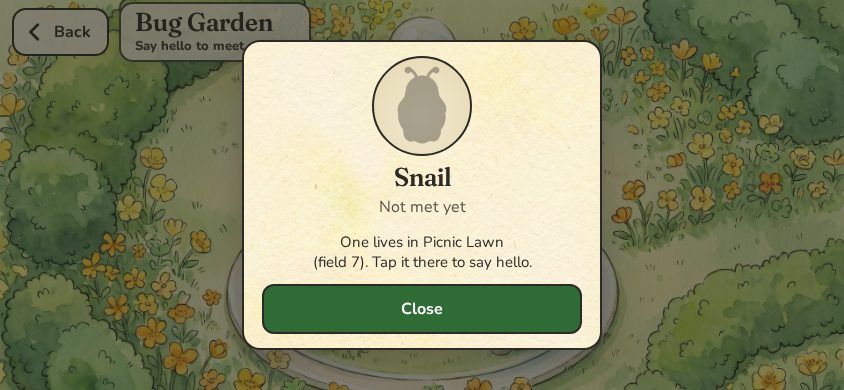 Back
Bug Garden
Say hello to meet
Snail
Not met yet
One lives in Picnic Lawn
(field 7). Tap it there to say hello.
Close